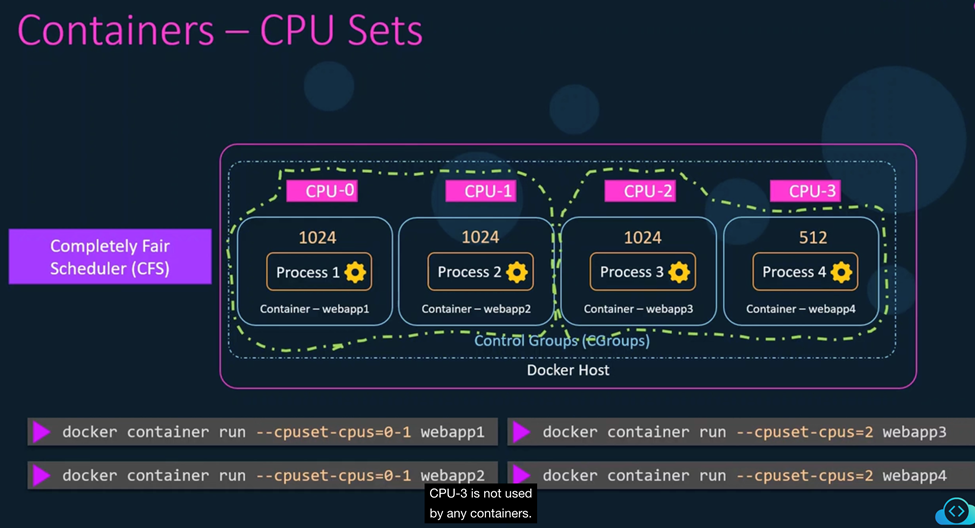 Containers – CPU Sets
CPU-0
CPU-1
CPU-2
CPU-3
Completely Fair
Scheduler (CFS)
1024
1024
1024
512
Process 1
Process 2
Process 3
Process 4
Container – webapp1
Container – webapp2
Container – webapp3
Container – webapp4
Control Groups (CGroups)
Docker Host
docker container run --cpuset-cpus=0-1 webapp1
docker container run --cpuset-cpus=2 webapp3
docker container run --cpuset-cpus=0-1 webapp2
docker container run --cpuset-cpus=2 webapp4
CPU-3 is not used
by any containers.